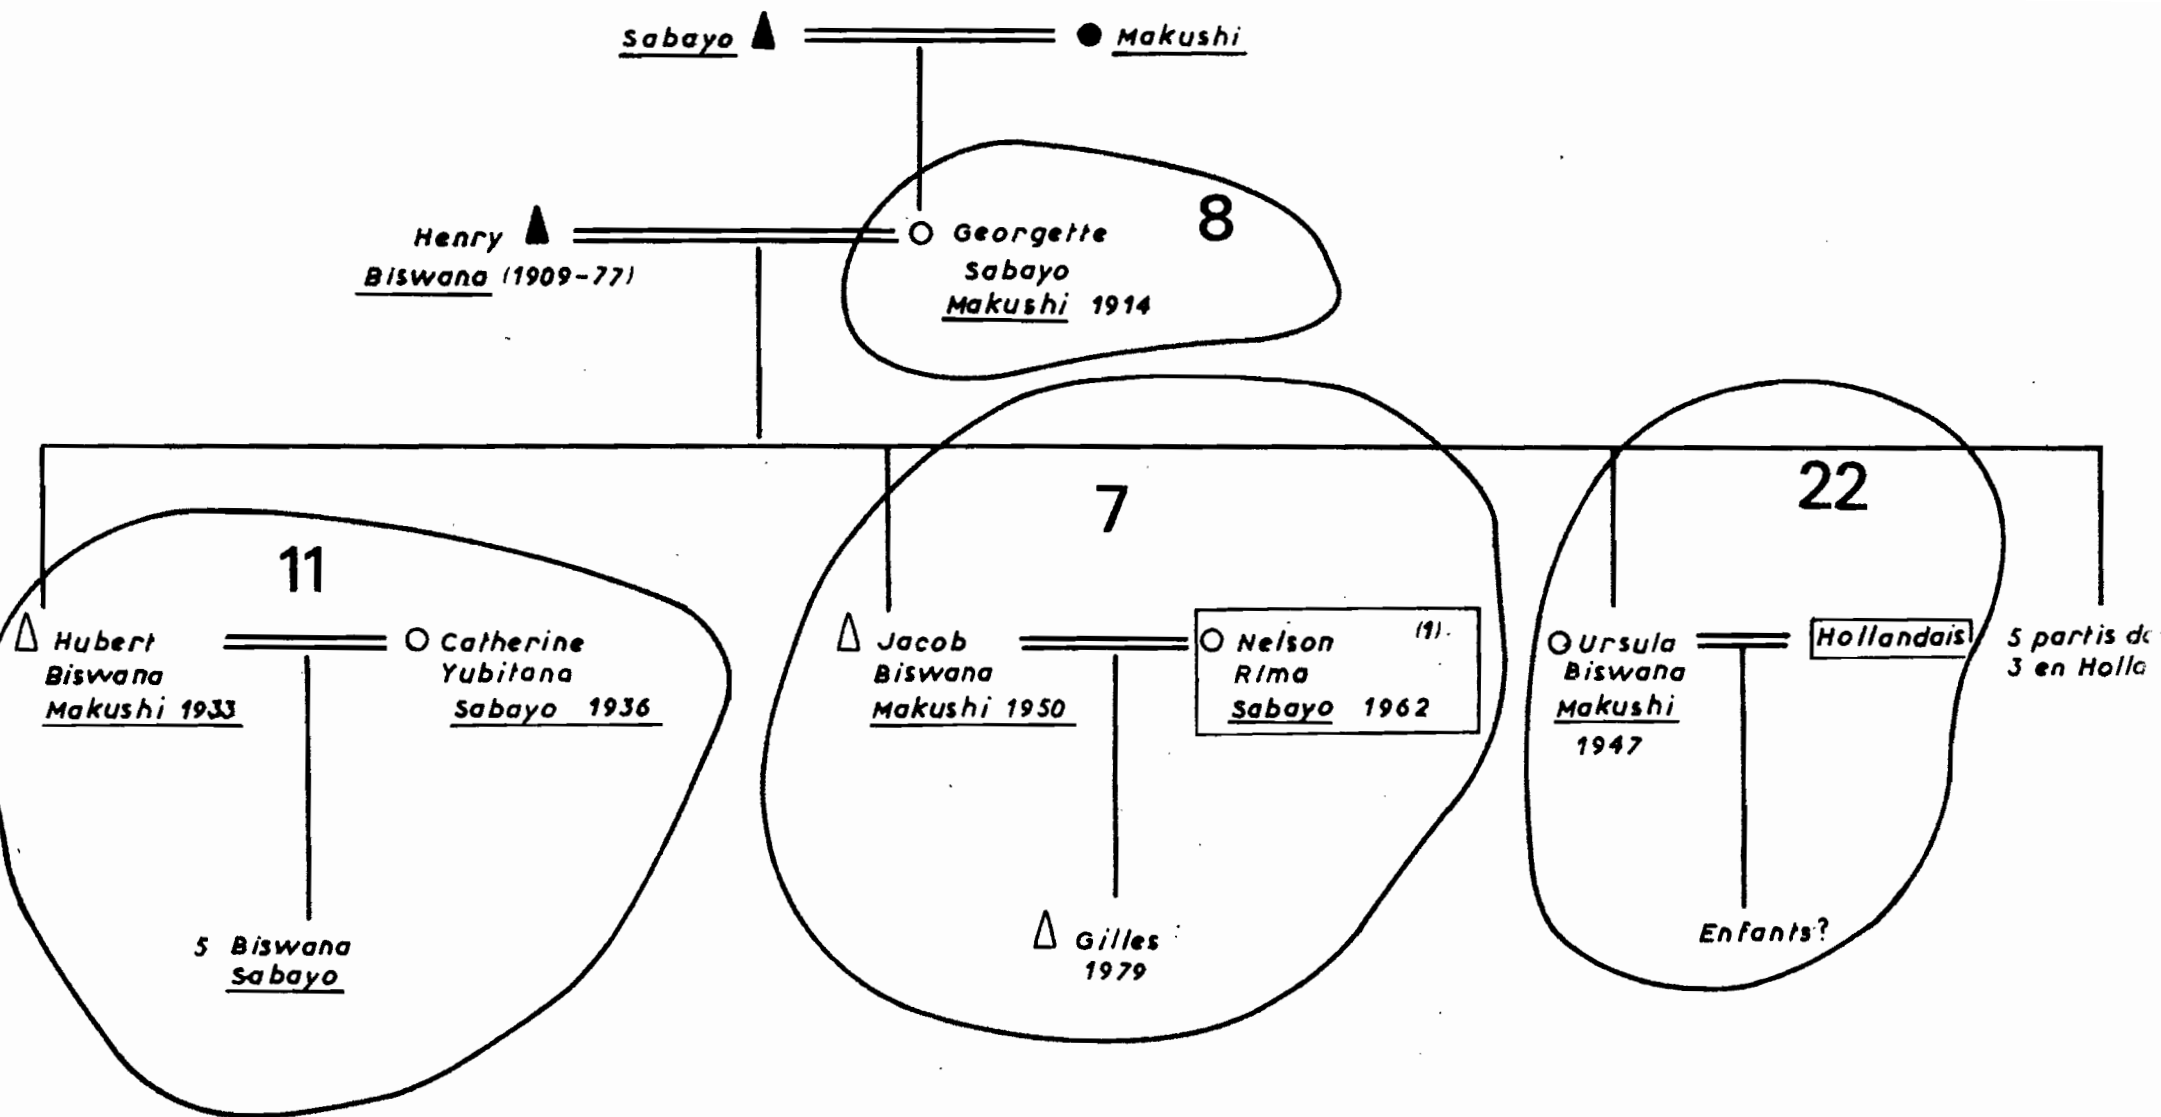 Sabayo Makushi
8
Henry Georgette
Biswana (1909-77) Sabayo
Makushi 1914
7
22
11
Hubert Catherine
Biswana Yubitana
Makushi 1933 Sabayo 1936
Jacob Nelson (1).
Biswana Rima
Makushi 1950 Sabayo 1962
Ursula Hollandais
Biswana
Makushi
1947
5 partis
3 en
5 Biswana
Sabayo
Gilles
1979
Enfants?